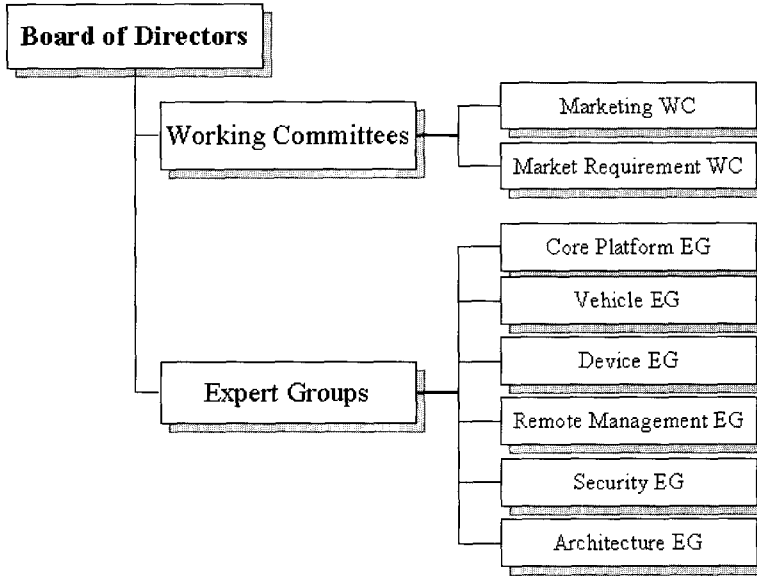 Board of Directors
Working Committees
Marketing WC
Market Requirement WC
Expert Groups
Core Platform EG
Vehicle EG
Device EG
Remote Management EG
Security EG
Architecture EG